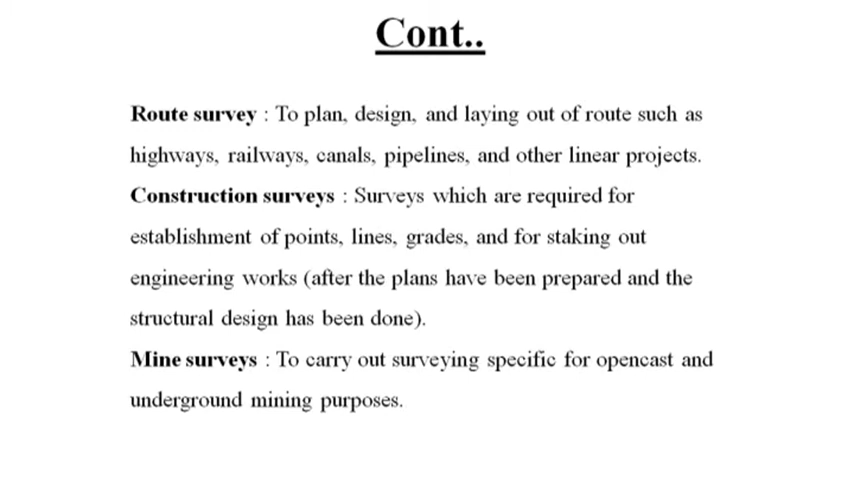 Cont..
Route survey : To plan, design, and laying out of route such as
highways, railways, canals, pipelines, and other linear projects.
Construction surveys : Surveys which are required for
establishment of points, lines, grades, and for staking out
engineering works (after the plans have been prepared and the
structural design has been done).
Mine surveys : To carry out surveying specific for opencast and
underground mining purposes.